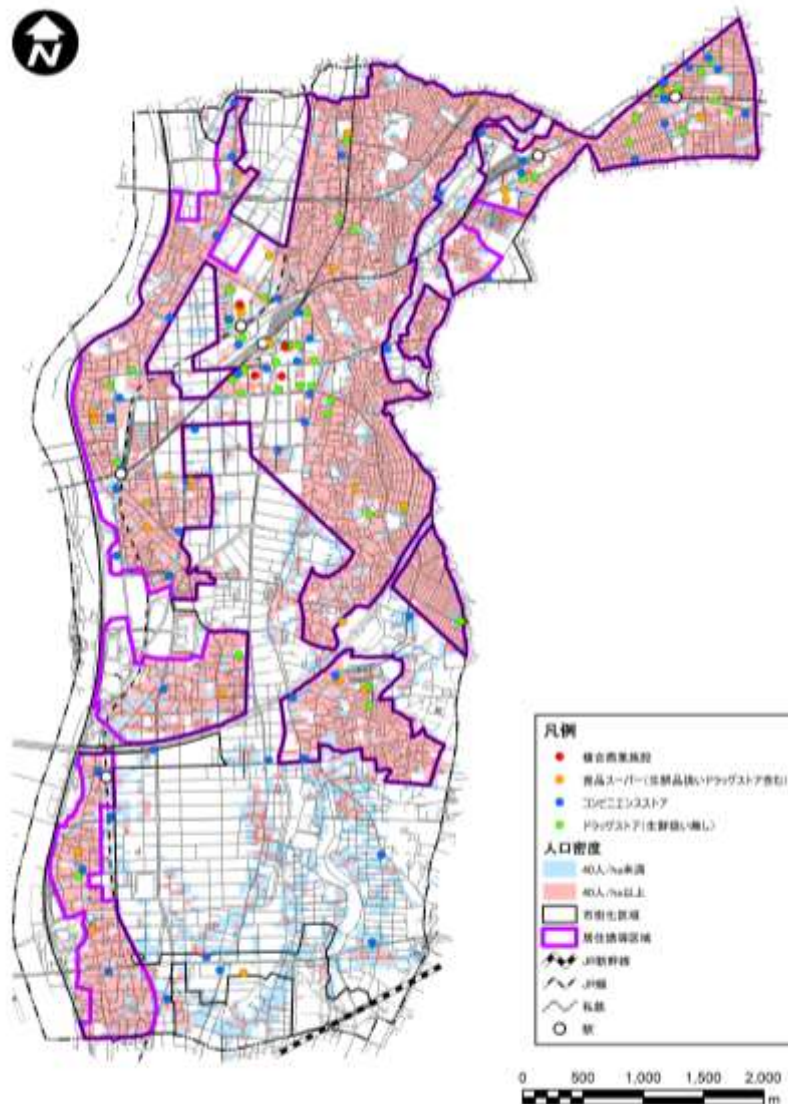 N
凡例
複合商業施設
食品スーパー(生鮮品扱いドラッグストア含む)
コンビニエンスストア
ドラッグストア(生鮮扱い無し)
人口密度
40人/ha未満
40人/ha以上
市街化区域
居住誘導区域
JR新幹線
JR線
私鉄
駅
0 500 1,000 1,500 2,000
m